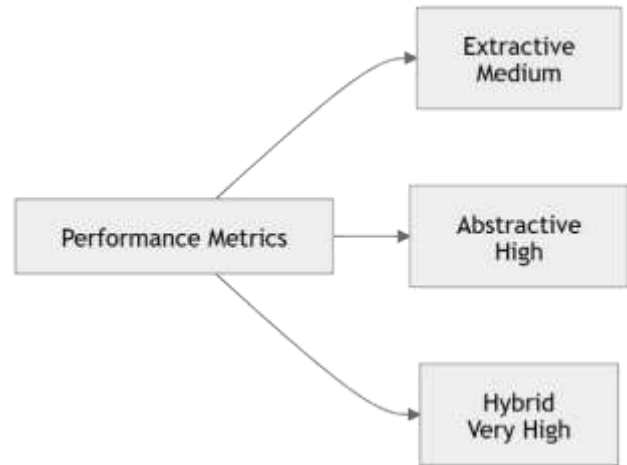 Extractive
Medium
Performance Metrics
Abstractive
High
Hybrid
Very High